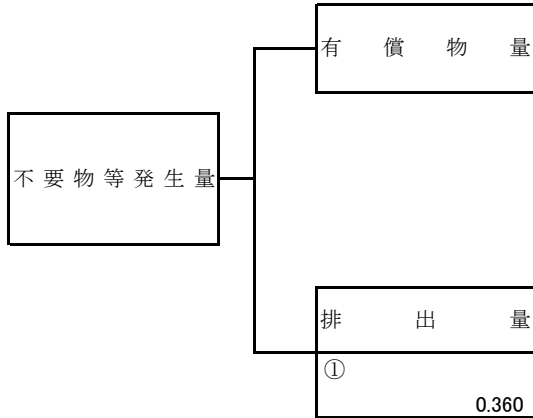 有償物量
不要物等発生量
排出量
①
0.360